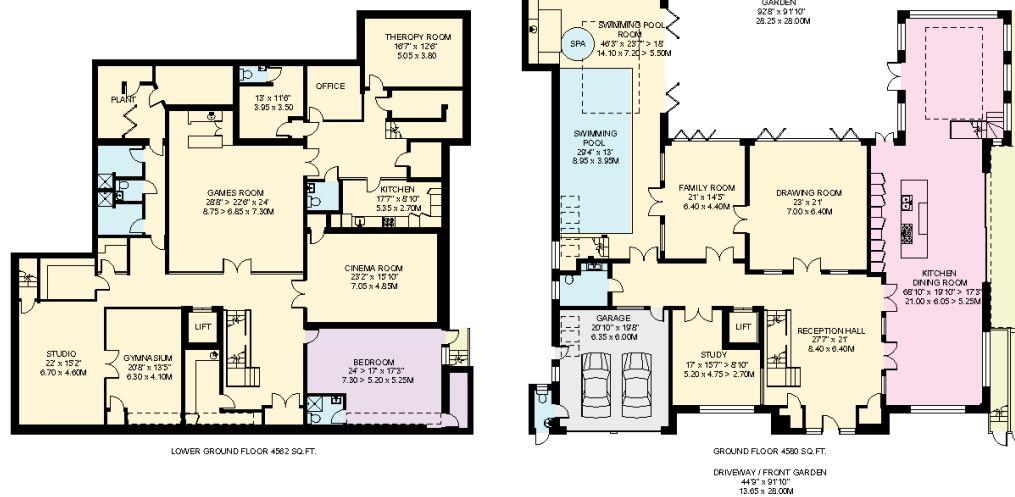 THEROPY ROOM
16'7" x 12'6"
5.05 x 3.80
OFFICE
13' x 11'6"
3.95 x 3.50
PLANT
GAMES ROOM
28'8" > 22'6" x 24'
8.75 > 6.85 x 7.30M
KITCHEN
17'7" x 8'10"
5.35 x 2.70M
CINEMA ROOM
23'2" x 15'10"
7.05 x 4.85M
LIFT
STUDIO
22' x 15'2"
6.70 x 4.60M
GYMNASIUM
20'8" x 13'5"
6.30 x 4.10M
BEDROOM
24' > 17' x 17'3"
7.30 > 5.20 x 5.25M
LOWER GROUND FLOOR 4562 SQ.FT.
GARDEN
92'8" x 91'10"
28.25 x 28.00M
SWIMMING POOL
ROOM
46'3" x 23'7" > 18'
14.10 x 7.20 > 5.50M
SPA
SWIMMING
POOL
29'4" x 13'
8.95 x 3.95M
FAMILY ROOM
21' x 14'5"
6.40 x 4.40M
DRAWING ROOM
23' x 21'
7.00 x 6.40M
KITCHEN
DINING ROOM
68'10" x 19'10" > 17'3"
21.00 x 6.05 > 5.25M
GARAGE
20'10" x 19'8"
6.35 x 6.00M
LIFT
RECEPTION HALL
27'7" x 21'
8.40 x 6.40M
STUDY
17' x 15'7" > 8'10"
5.20 x 4.75 > 2.70M
GROUND FLOOR 4580 SQ.FT.
DRIVEWAY / FRONT GARDEN
44'9" x 91'10"
13.65 x 28.00M